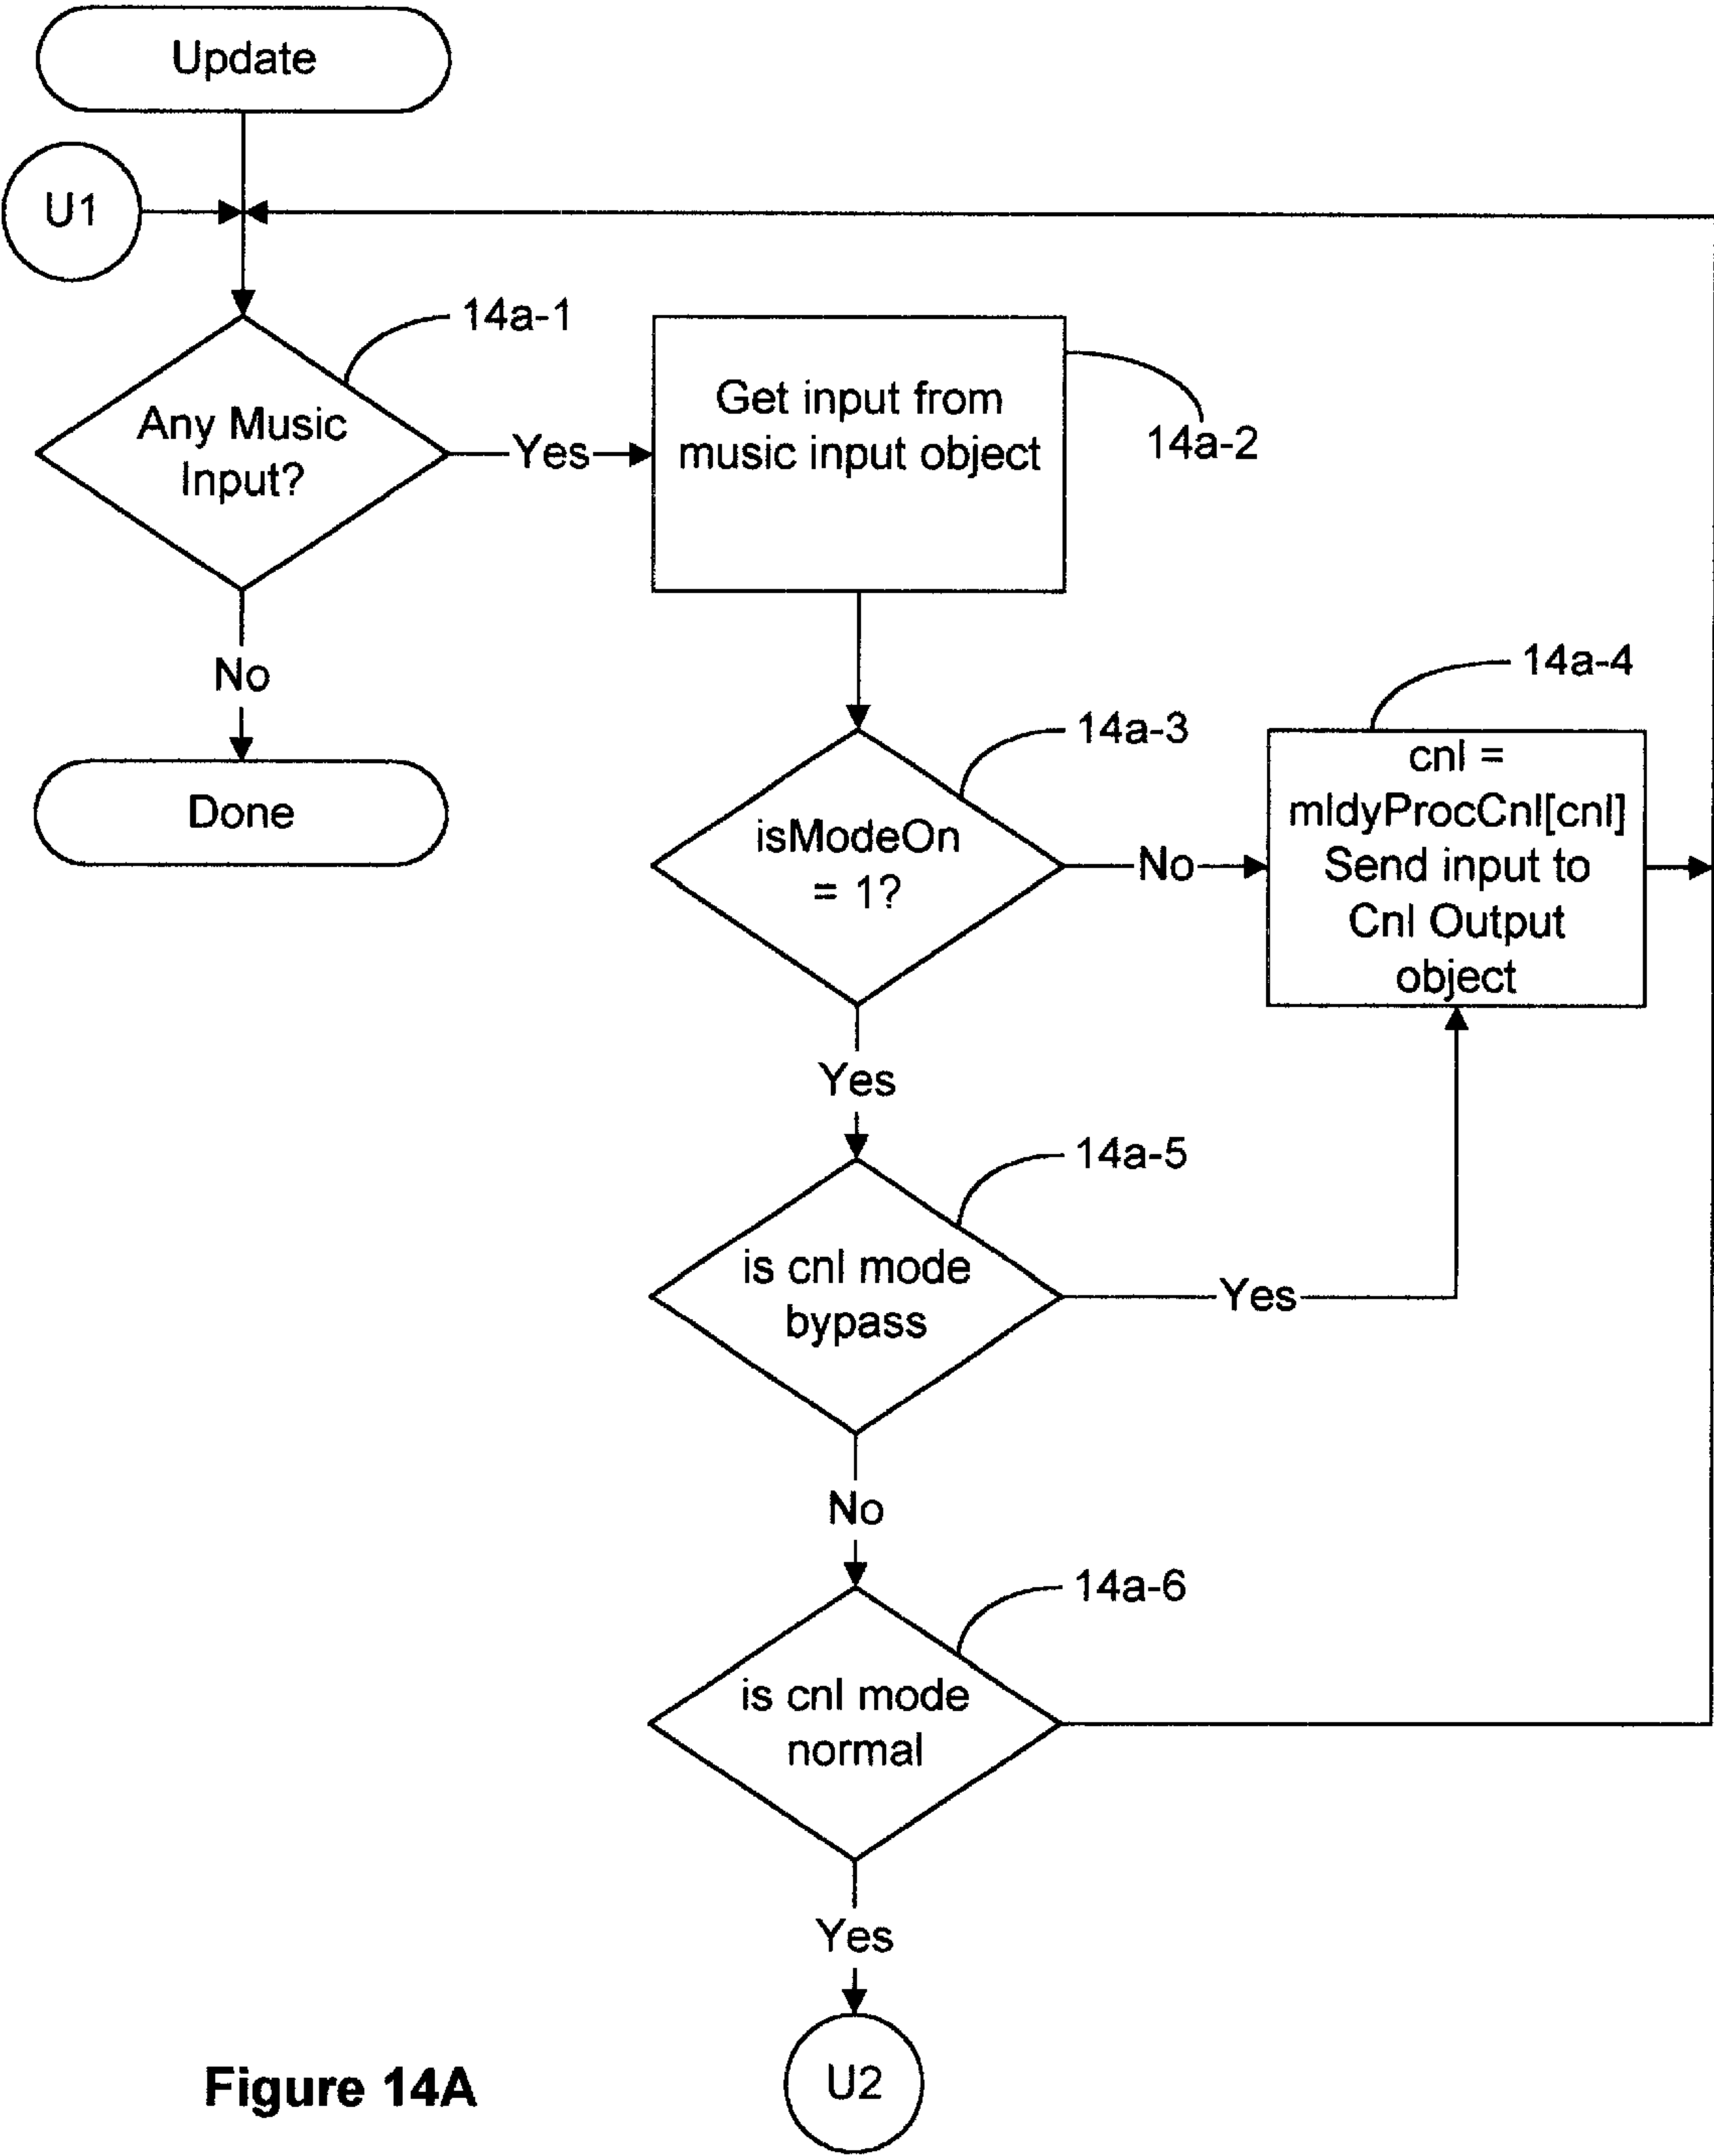 Update
U1
14a-1
Any Music
Input?
Yes
Get input from
music input object
14a-2
No
Done
14a-3
isModeOn
= 1?
No
14a-4
cnl =
mldyProcCnl[cnl]
Send input to
Cnl Output
object
Yes
14a-5
is cnl mode
bypass
Yes
No
14a-6
is cnl mode
normal
Yes
U2
Figure 14A